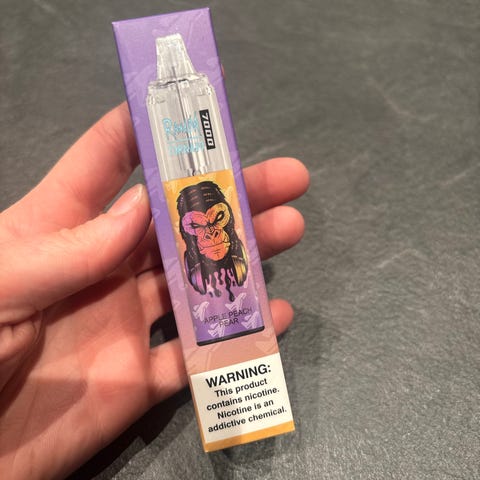 7000
APPLE PEACH
PEAR
WARNING:
This product
contains nicotine.
Nicotine is an
addictive chemical.